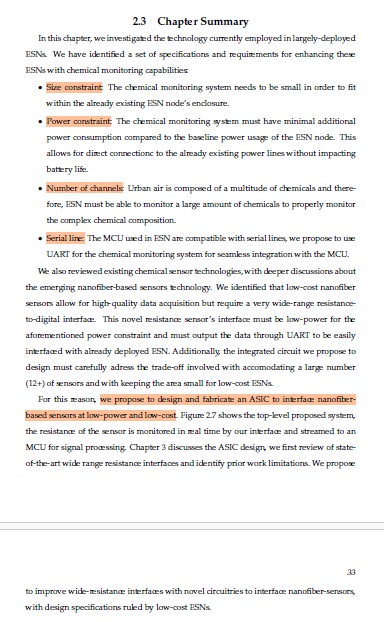 2.3 Chapter Summary
In this chapter, we investigated the technology currently employed in largely-deployed
ESNs. We have identified a set of specifications and requirements for enhancing these
ESNs with chemical monitoring capabilities:
• Size constraint: The chemical monitoring system needs to be small in order to fit
within the already existing ESN node's enclosure.
• Power constraint: The chemical monitoring system must have minimal additional
power consumption compared to the baseline power usage of the ESN node. This
allows for direct connections to the already existing power lines without impacting
battery life.
• Number of channels: Urban air is composed of a multitude of chemicals and there-
fore, ESN must be able to monitor a large amount of chemicals to properly monitor
the complex chemical composition.
• Serial line: The MCU used in ESN are compatible with serial lines, we propose to use
UART for the chemical monitoring system for seamless integration with the MCU.
We also reviewed existing chemical sensor technologies, with deeper discussions about
the emerging nanofiber-based sensors technology. We identified that low-cost nanofiber
sensors allow for high-quality data acquisition but require a very wide-range resistance-
to-digital interface. This novel resistance sensor's interface must be low-power for the
aforementioned power constraint and must output the data through UART to be easily
interfaced with already deployed ESN. Additionally, the integrated circuit we propose to
design must carefully adress the trade-off involved with accomodating a large number
(12+) of sensors and with keeping the area small for low-cost ESNs.
For this reason, we propose to design and fabricate an ASIC to interface nanofiber-
based sensors at low-power and low-cost. Figure 2.7 shows the top-level proposed system,
the resistance of the sensor is monitored in real time by our interface and streamed to an
MCU for signal processing. Chapter 3 discusses the ASIC design, we first review of state-
of-the-art wide range resistance interfaces and identify prior work limitations. We propose
33
to improve wide-resistance interfaces with novel circuitries to interface nanofiber-sensors,
with design specifications ruled by low-cost ESNs.